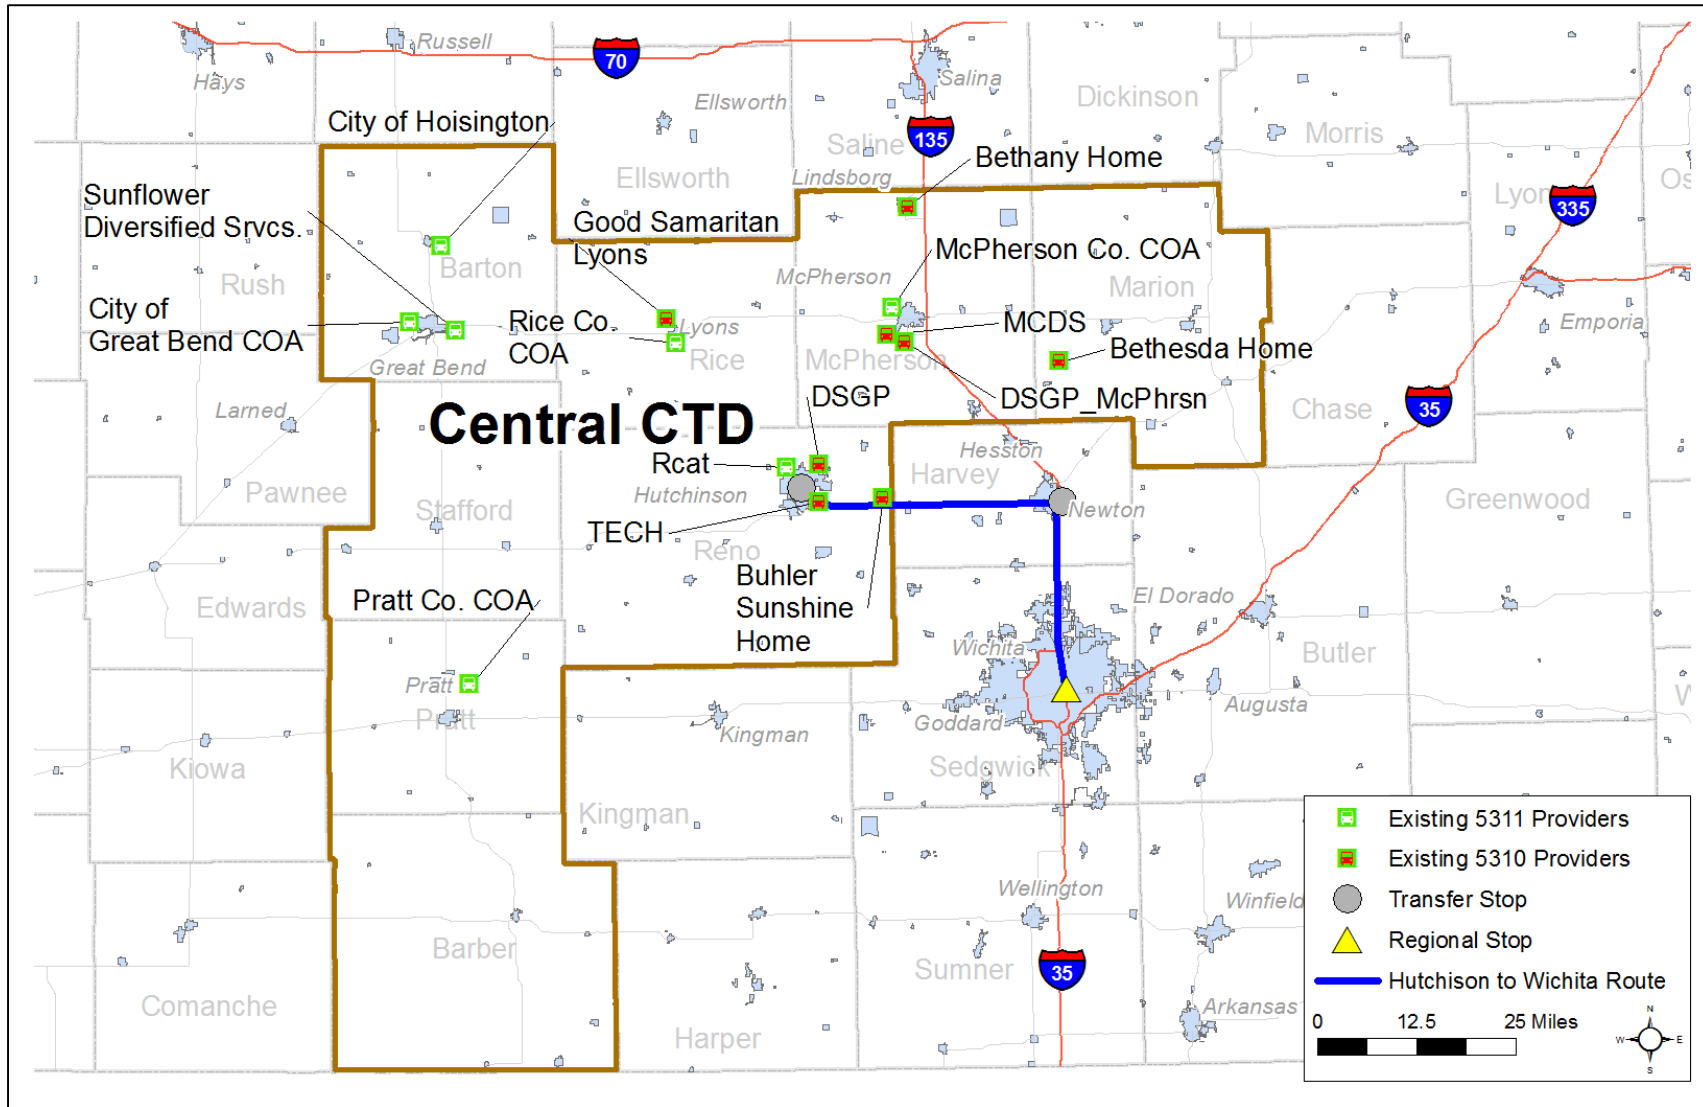 Russell
70
Hays
Salina
Ellsworth
Dickinson
City of Hoisington
135
Morris
Saline
Bethany Home
Ellsworth
Lindsborg
Lyon
Os
335
Sunflower
Diversified Srvcs.
Good Samaritan
Lyons
McPherson Co. COA
Barton
Rush
McPherson
Marion
City of
Great Bend COA
Rice Co.
COA
Lyons
MCDS
Emporia
Rice
McPherson
Bethesda Home
Great Bend
DSGP
DSGP_McPhrsn
Larned
Central CTD
Chase
35
Hesston
Rcat
Harvey
Pawnee
Hutchinson
Greenwood
Stafford
Newton
TECH
Reno
Buhler
Sunshine
Home
Edwards
Pratt Co. COA
El Dorado
Wichita
Butler
Pratt
Pratt
Augusta
Goddard
Kingman
W
Kiowa
Sedgwick
Kingman
Existing 5311 Providers
Existing 5310 Providers
Transfer Stop
Regional Stop
Hutchison to Wichita Route
0 12.5 25 Miles
N
W E
S
Wellington
Winfield
Barber
Sumner
35
Comanche
Harper
Arkansas